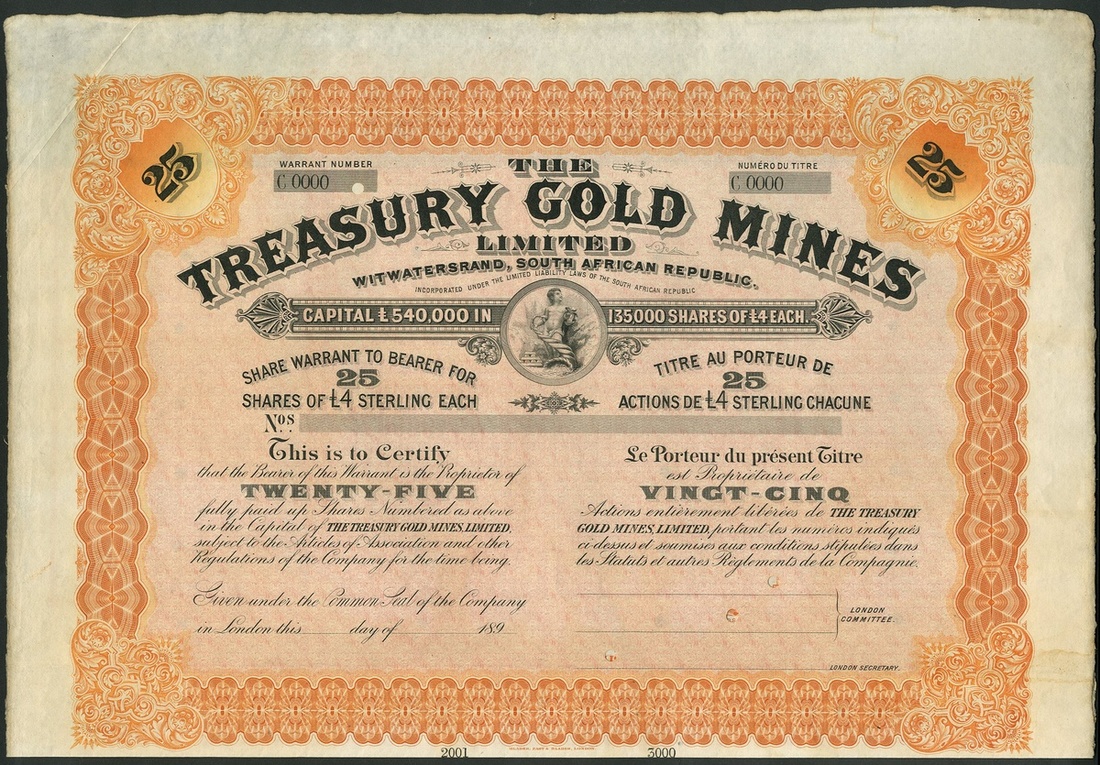 25
25
WARRANT NUMBER
C 0000
NUMÉRO DU TITRE
C 0000
THE
TREASURY GOLD MINES
LIMITED
WITWATERSRAND, SOUTH AFRICAN REPUBLIC.
INCORPORATED UNDER THE LIMITED LIABILITY LAWS OF THE SOUTH AFRICAN REPUBLIC
CAPITAL £540,000 IN 135000 SHARES OF £4 EACH.
SHARE WARRANT TO BEARER FOR
25
SHARES OF £4 STERLING EACH
TITRE AU PORTEUR DE
25
ACTIONS DE £4 STERLING CHACUNE
Nos
This is to Certify
that the Bearer of this Warrant is the Proprietor of
TWENTY-FIVE
fully paid up Shares Numbered as above
in the Capital of THE TREASURY GOLD MINES, LIMITED,
subject to the Articles of Association and other
Regulations of the Company for the time being.
Given under the Common Seal of the Company
in London this day of 189
Le Porteur du présent Titre
est Propriétaire de
VINGT-CINQ
Actions entièrement libérées de THE TREASURY
GOLD MINES, LIMITED, portant les numéros indiqués
ci-dessus et soumises aux conditions stipulées dans
les Statuts et autres Règlements de la Compagnie.
LONDON
COMMITTEE.
LONDON SECRETARY.
2001
3000